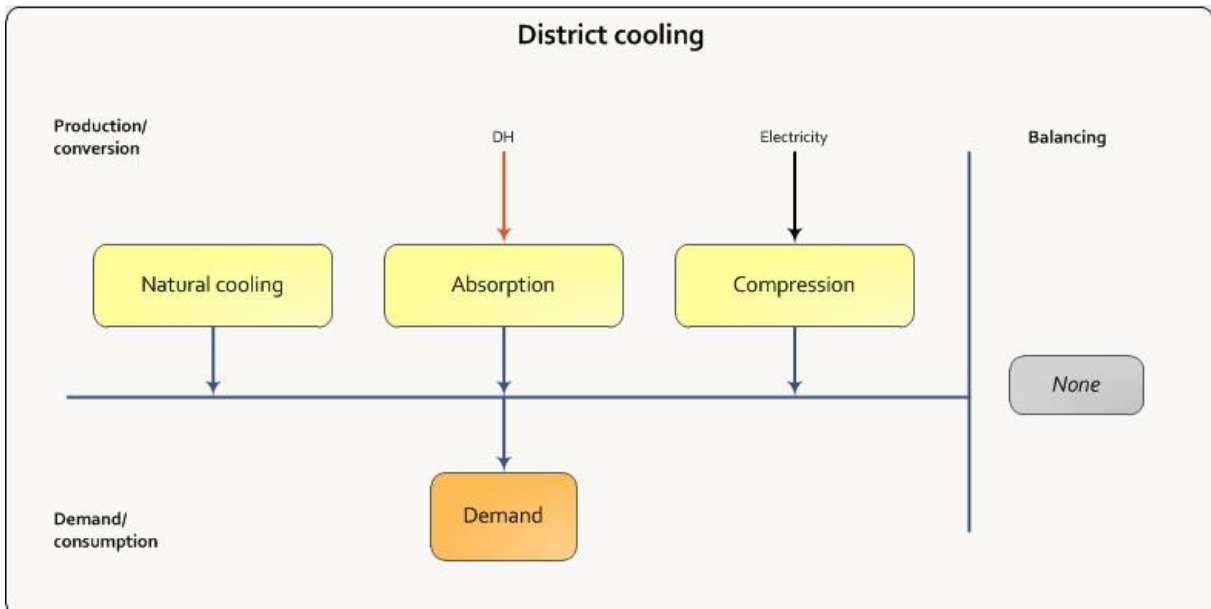 District cooling
Production/
conversion
DH
Electricity
Balancing
Natural cooling
Absorption
Compression
None
Demand
Demand/
consumption